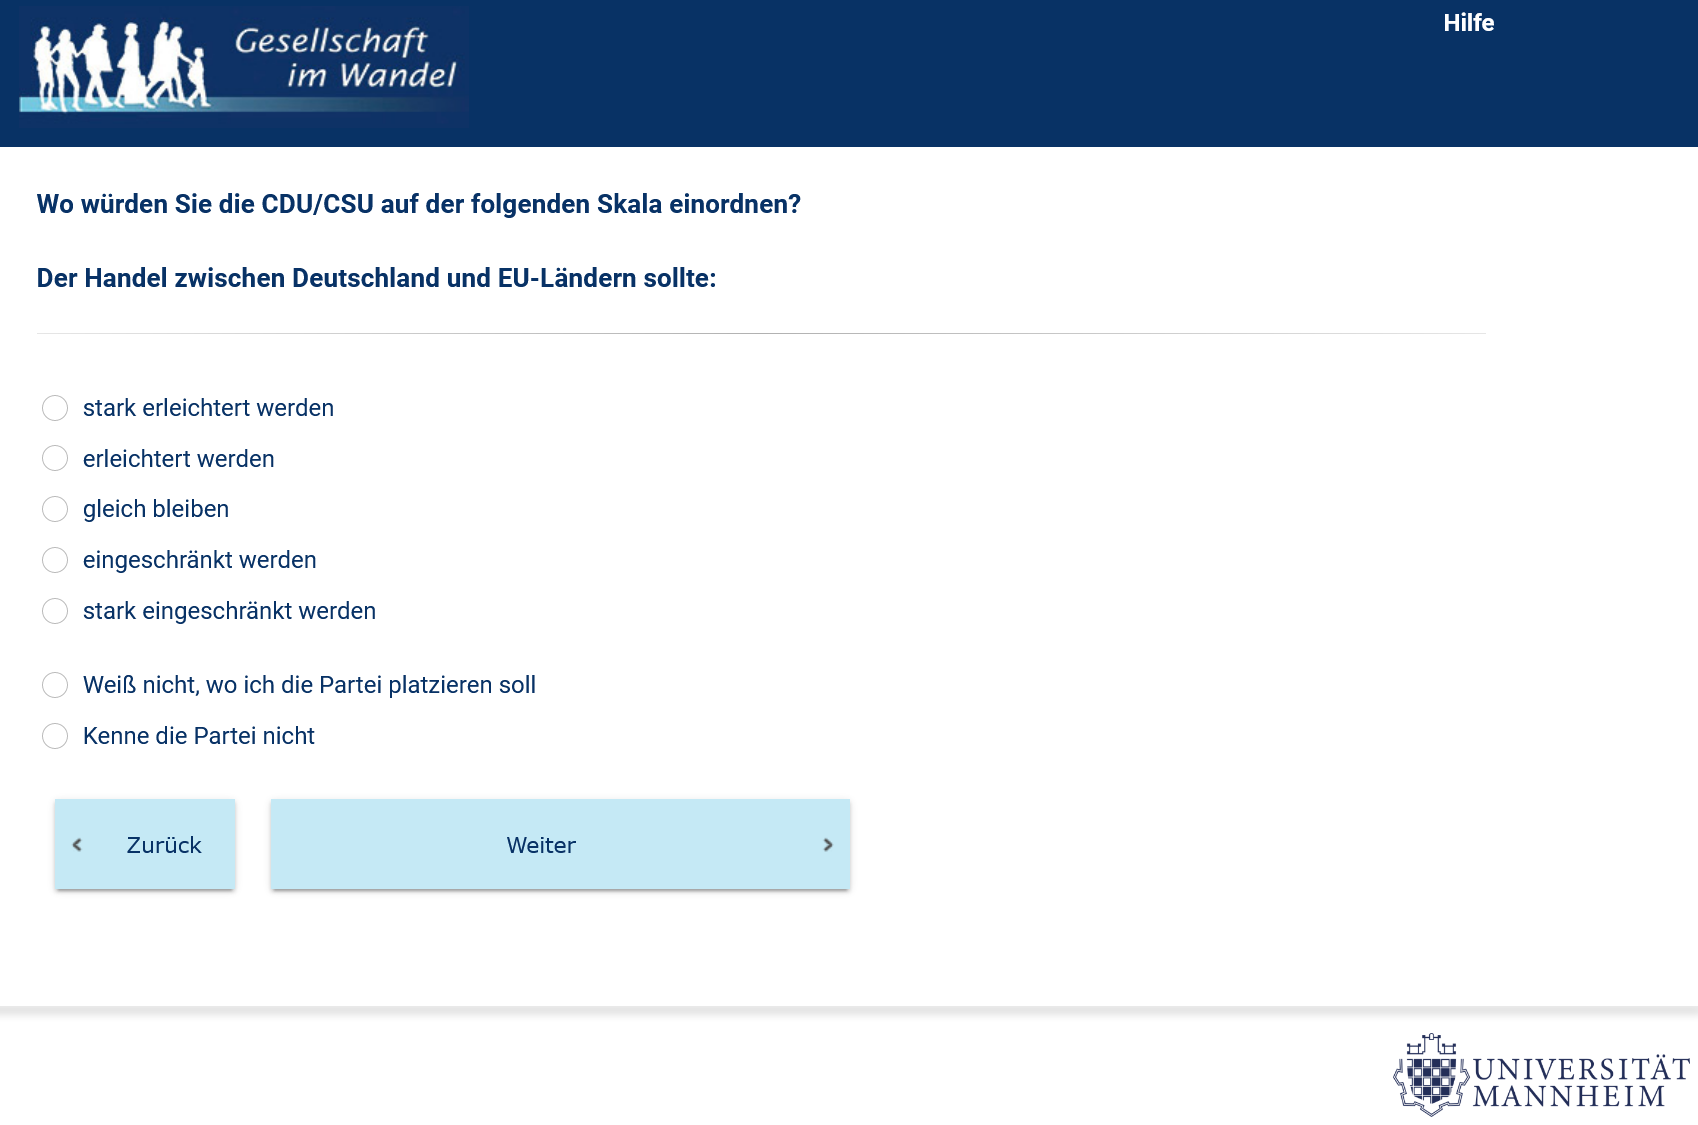 Gesellschaft
im Wandel
Hilfe
Wo würden Sie die CDU/CSU auf der folgenden Skala einordnen?
Der Handel zwischen Deutschland und EU-Ländern sollte:
stark erleichtert werden
erleichtert werden
gleich bleiben
eingeschränkt werden
stark eingeschränkt werden
Weiß nicht, wo ich die Partei platzieren soll
Kenne die Partei nicht
Zurück
Weiter
UNIVERSITÄT
MANNHEIM